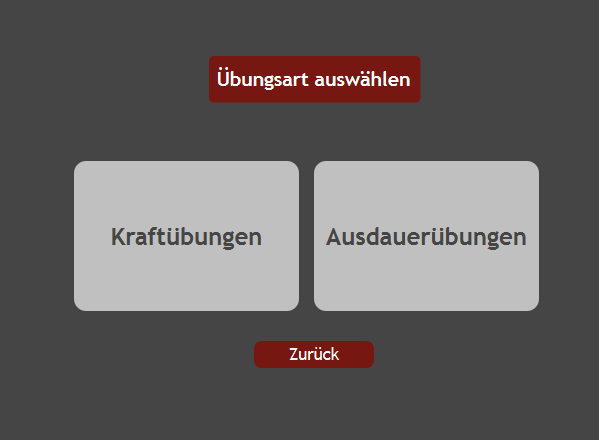 Übungsart auswählen
Kraftübungen
Ausdauerübungen
Zurück